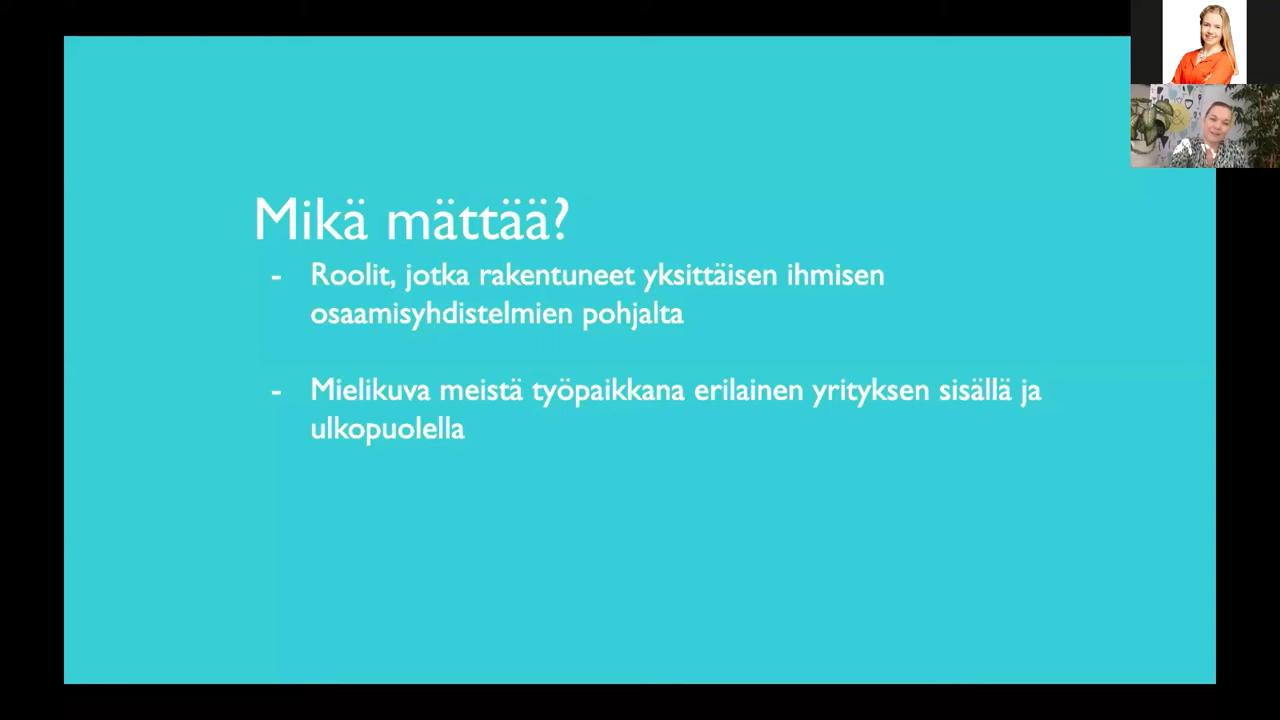 Mikä mättää?
- Roolit, jotka rakentuneet yksittäisen ihmisen
osaamisyhdistelmien pohjalta
- Mielikuva meistä työpaikkana erilainen yrityksen sisällä ja
ulkopuolella